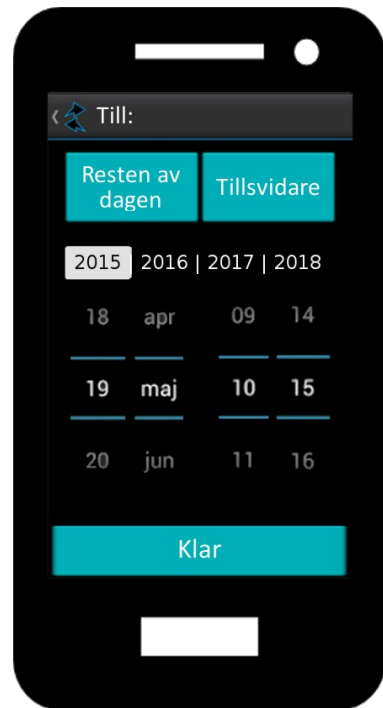 Till:
Resten av
dagen
Tillsvidare
2015 | 2016 | 2017 | 2018
18 apr 09 14
19 maj 10 15
20 jun 11 16
Klar